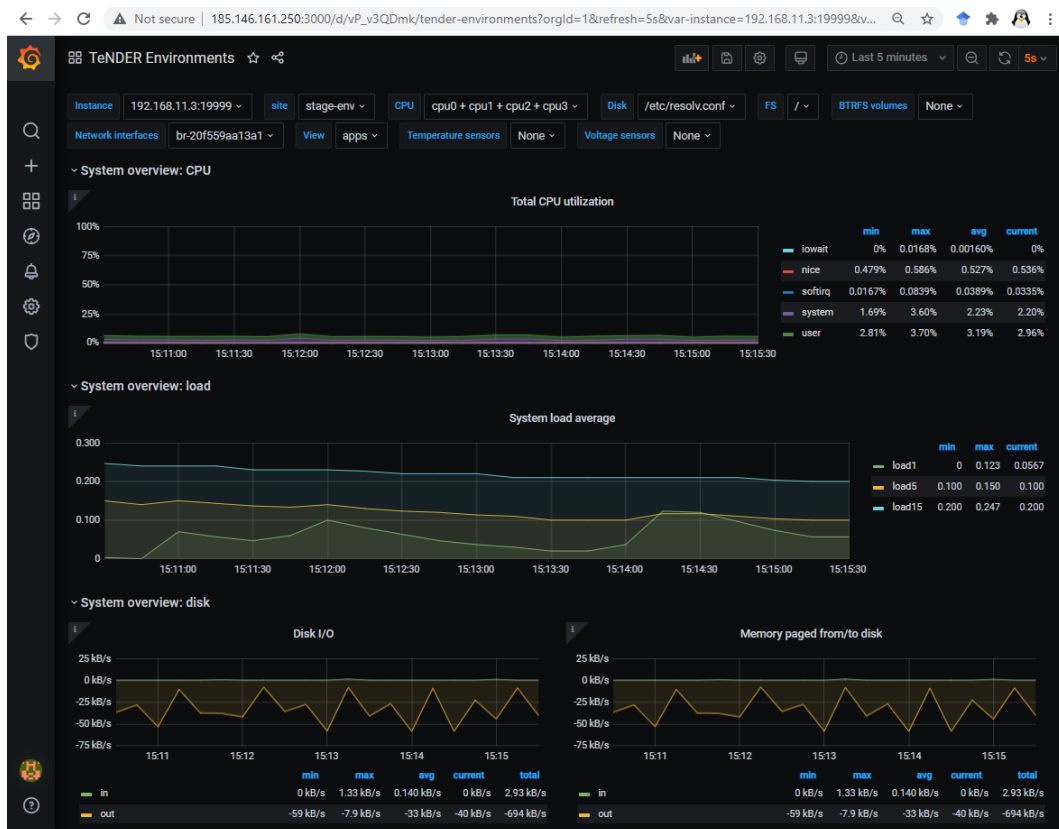 Not secure | 185.146.161.250:3000/d/vP_v3QDmk/tender-environments?orgId=1&refresh=5s&var-instance=192.168.11.3:19999&v...
TeNDER Environments
Last 5 minutes
5s
Instance 192.168.11.3:19999 site stage-env CPU cpu0 + cpu1 + cpu2 + cpu3 Disk /etc/resolv.conf FS / BTRFS volumes None
Network interfaces br-20f559aa13a1 View apps Temperature sensors None Voltage sensors None
System overview: CPU
i
Total CPU utilization
100%
75%
50%
25%
0%
15:11:00 15:11:30 15:12:00 15:12:30 15:13:00 15:13:30 15:14:00 15:14:30 15:15:00 15:15:30
min max avg current
iowait 0% 0.0168% 0.00160% 0%
nice 0.479% 0.586% 0.527% 0.536%
softirq 0.0167% 0.0839% 0.0389% 0.0335%
system 1.69% 3.60% 2.23% 2.20%
user 2.81% 3.70% 3.19% 2.96%
System overview: load
i
System load average
0.300
0.200
0.100
0
15:11:00 15:11:30 15:12:00 15:12:30 15:13:00 15:13:30 15:14:00 15:14:30 15:15:00 15:15:30
min max current
load1 0 0.123 0.0567
load5 0.100 0.150 0.100
load15 0.200 0.247 0.200
System overview: disk
i
Disk I/O
25 kB/s
0 kB/s
-25 kB/s
-50 kB/s
-75 kB/s
15:11 15:12 15:13 15:14 15:15
min max avg current total
in 0 kB/s 1.33 kB/s 0.140 kB/s 0 kB/s 2.93 kB/s
out -59 kB/s -7.9 kB/s -33 kB/s -40 kB/s -694 kB/s
i
Memory paged from/to disk
25 kB/s
0 kB/s
-25 kB/s
-50 kB/s
-75 kB/s
15:11 15:12 15:13 15:14 15:15
min max avg current total
in 0 kB/s 1.33 kB/s 0.140 kB/s 0 kB/s 2.93 kB/s
out -59 kB/s -7.9 kB/s -33 kB/s -40 kB/s -694 kB/s